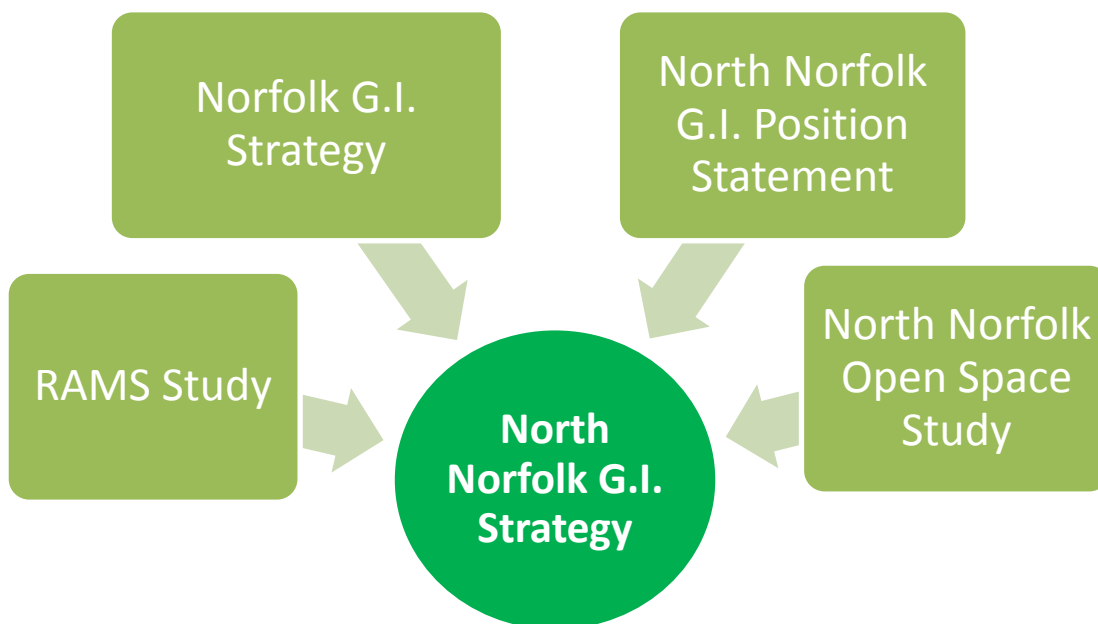 Norfolk G.I.
Strategy
North Norfolk
G.I. Position
Statement
RAMS Study
North Norfolk
Open Space
Study
North
Norfolk G.I.
Strategy